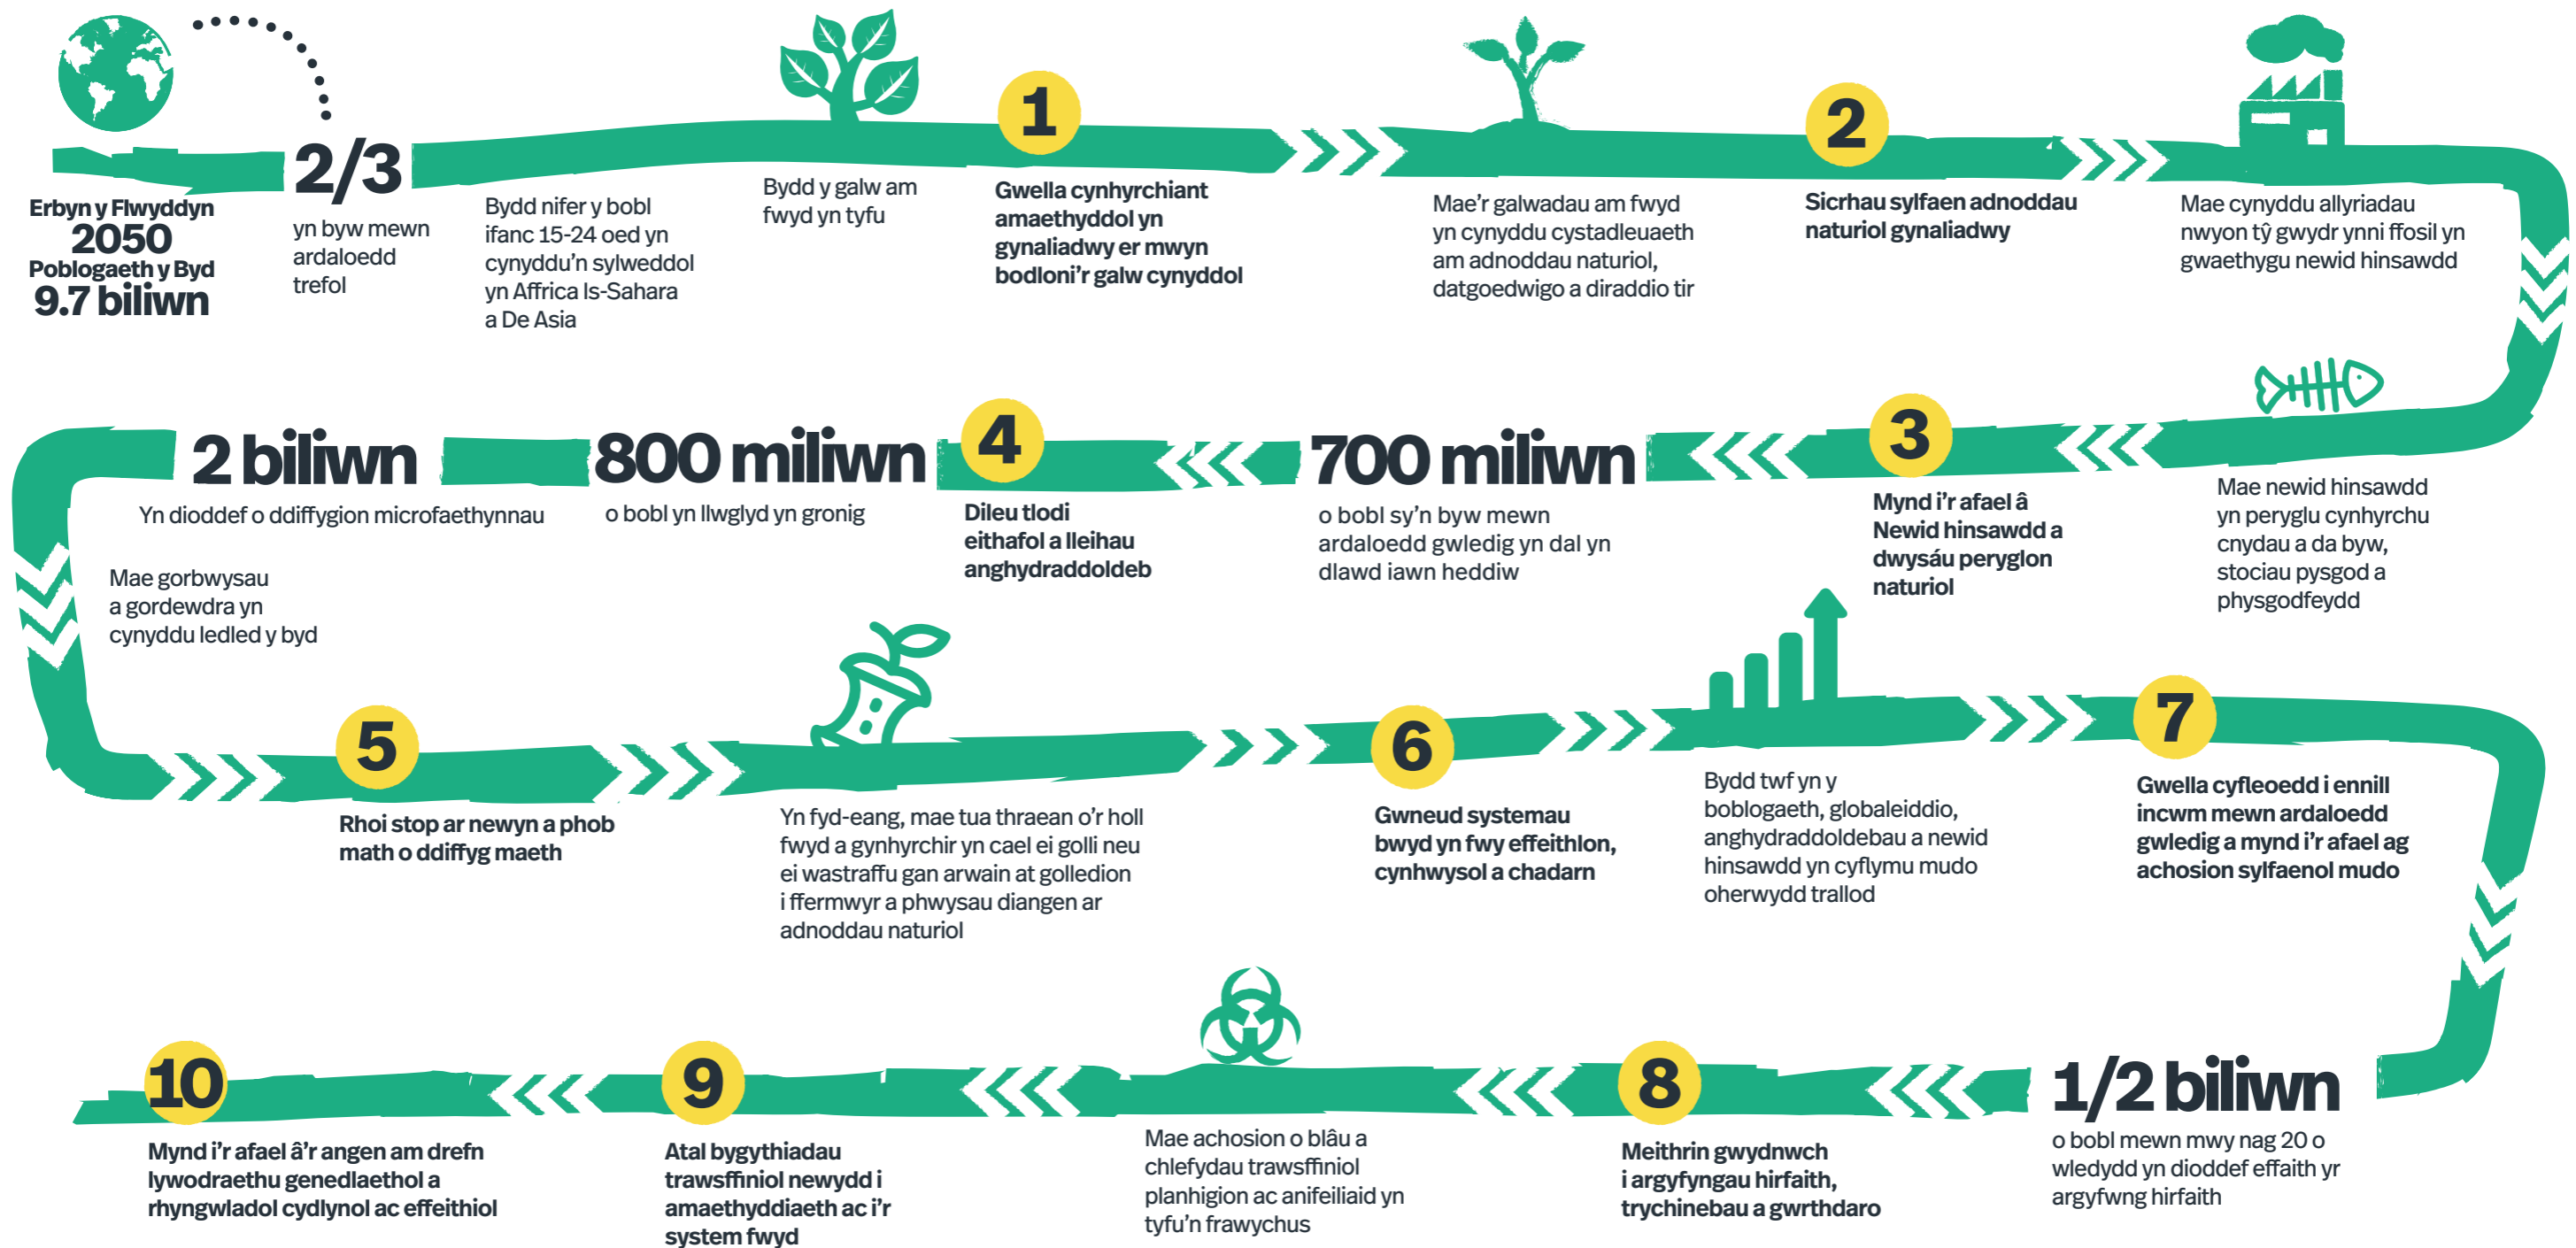 Erbyn y Flwyddyn
2050
Poblogaeth y Byd
9.7 biliwn
2/3
yn byw mewn
ardaloedd
trefol
Bydd nifer y bobl
ifanc 15-24 oed yn
cynyddu'n sylweddol
yn Affrica Is-Sahara
a De Asia
Bydd y galw am
fwyd yn tyfu
1
Gwella cynhyrchiant
amaethyddol yn
gynaliadwy er mwyn
bodloni'r galw cynyddol
Mae'r galwadau am fwyd
yn cynyddu cystadleuaeth
am adnoddau naturiol,
datgoedwigo a diraddio tir
2
Sicrhau sylfaen adnoddau
naturiol gynaliadwy
Mae cynyddu allyriadau
nwyon tŷ gwydr ynni ffosil yn
gwaethygu newid hinsawdd
Mae newid hinsawdd
yn peryglu cynhyrchu
cnydau a da byw,
stociau pysgod a
physgodfeydd
3
Mynd i'r afael â
Newid hinsawdd a
dwysáu peryglon
naturiol
700 miliwn
o bobl sy'n byw mewn
ardaloedd gwledig yn dal yn
dlawd iawn heddiw
4
Dileu tlodi
eithafol a lleihau
anghydraddoldeb
800 miliwn
o bobl yn llwglyd yn gronig
2 biliwn
Yn dioddef o ddiffygion microfaethynnau
Mae gorbwysau
a gordewdra yn
cynyddu ledled y byd
5
Rhoi stop ar newyn a phob
math o ddiffyg maeth
Yn fyd-eang, mae tua thraean o'r holl
fwyd a gynhyrchir yn cael ei golli neu
ei wastraffu gan arwain at golledion
i ffermwyr a phwysau diangen ar
adnoddau naturiol
6
Gwneud systemau
bwyd yn fwy effeithlon,
cynhwysol a chadarn
Bydd twf yn y
boblogaeth, globaleiddio,
anghydraddoldebau a newid
hinsawdd yn cyflymu mudo
oherwydd trallod
7
Gwella cyfleoedd i ennill
incwm mewn ardaloedd
gwledig a mynd i'r afael ag
achosion sylfaenol mudo
1/2 biliwn
o bobl mewn mwy nag 20 o
wledydd yn dioddef effaith yr
argyfwng hirfaith
8
Meithrin gwydnwch
i argyfyngau hirfaith,
trychinebau a gwrthdaro
Mae achosion o blâu a
chlefydau trawsffiniol
planhigion ac anifeiliaid yn
tyfu'n frawychus
9
Atal bygythiadau
trawsffiniol newydd i
amaethyddiaeth ac i'r
system fwyd
10
Mynd i'r afael â'r angen am drefn
lywodraethu genedlaethol a
rhyngwladol cydlynol ac effeithiol